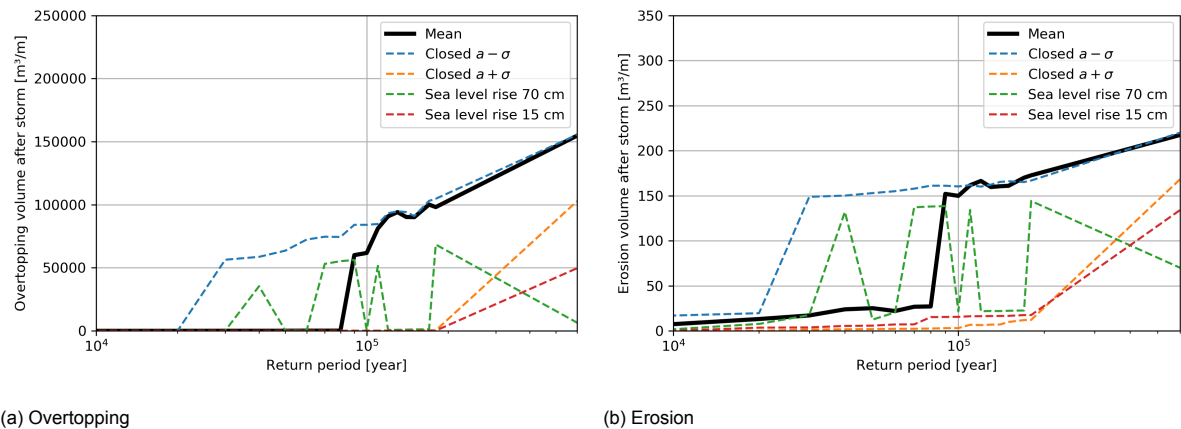 Overtopping volume after storm [m³/m]
250000
200000
150000
100000
50000
0
10⁴
10⁵
Return period [year]
Mean
Closed a − σ
Closed a + σ
Sea level rise 70 cm
Sea level rise 15 cm
(a) Overtopping
Erosion volume after storm [m³/m]
350
300
250
200
150
100
50
0
10⁴
10⁵
Return period [year]
Mean
Closed a − σ
Closed a + σ
Sea level rise 70 cm
Sea level rise 15 cm
(b) Erosion